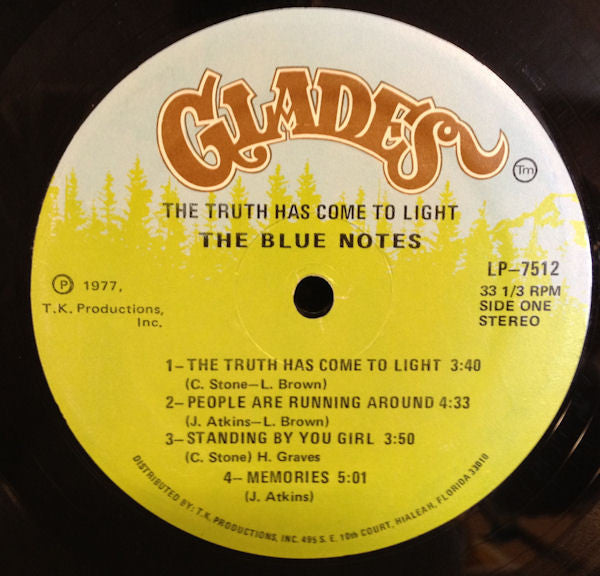 GLADES
Tm
THE TRUTH HAS COME TO LIGHT
THE BLUE NOTES
Ⓟ 1977,
T.K. Productions,
Inc.
LP–7512
33 1/3 RPM
SIDE ONE
STEREO
1– THE TRUTH HAS COME TO LIGHT 3:40
(C. Stone–L. Brown)
2– PEOPLE ARE RUNNING AROUND 4:33
(J. Atkins–L. Brown)
3– STANDING BY YOU GIRL 3:50
(C. Stone) H. Graves
4– MEMORIES 5:01
(J. Atkins)
DISTRIBUTED BY: T.K. PRODUCTIONS, INC. 495 S. E. 10th COURT, HIALEAH, FLORIDA 33010